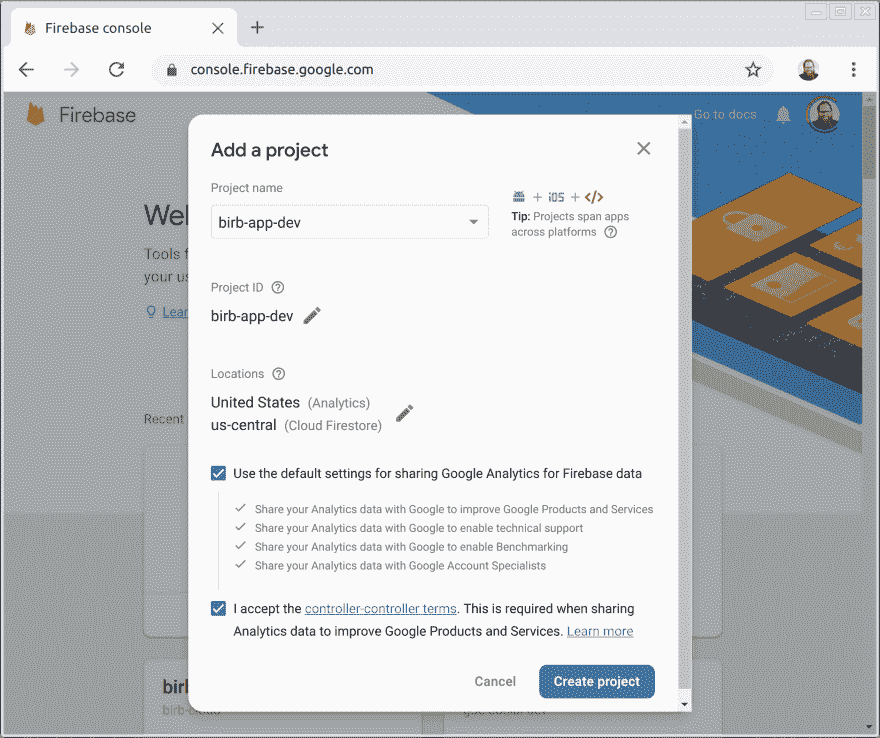 Firebase console
console.firebase.google.com
Firebase
Go to docs
Add a project
Project name
birb-app-dev
+ iOS + </>
Tip: Projects span apps
across platforms
Wel
Tools f
your us
Lear
Project ID
birb-app-dev
Locations
United States (Analytics)
us-central (Cloud Firestore)
Recent
Use the default settings for sharing Google Analytics for Firebase data
Share your Analytics data with Google to improve Google Products and Services
Share your Analytics data with Google to enable technical support
Share your Analytics data with Google to enable Benchmarking
Share your Analytics data with Google Account Specialists
I accept the controller-controller terms. This is required when sharing
Analytics data to improve Google Products and Services. Learn more
Cancel
Create project